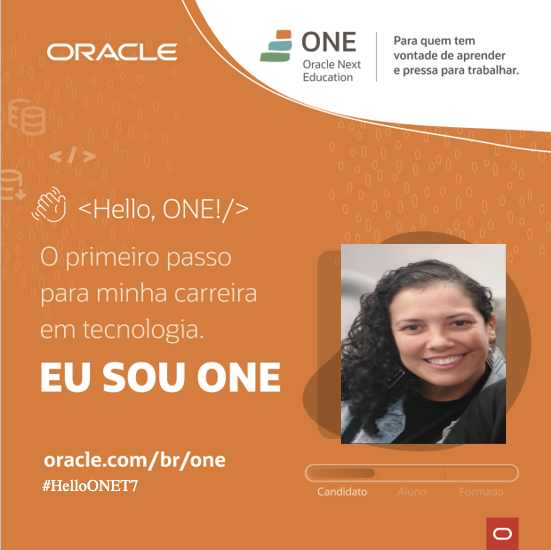 ORACLE
ONE
Oracle Next
Education
Para quem tem
vontade de aprender
e pressa para trabalhar.
</>
<Hello, ONE!/>
O primeiro passo
para minha carreira
em tecnologia.
EU SOU ONE
oracle.com/br/one
#HelloONET7
Candidato Aluno Formado